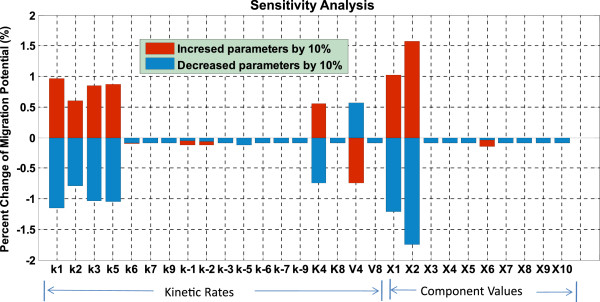 Sensitivity Analysis
Percent Change of Migration Potential (%)
2
1.5
1
0.5
0
-0.5
-1
-1.5
-2
Incresed parameters by 10%
Decreased parameters by 10%
k1 k2 k3 k5 k6 k7 k9 k-1 k-2 k-3 k-5 k-6 k-7 k-9 K4 K8 V4 V8 X1 X2 X3 X4 X5 X6 X7 X8 X9 X10
Kinetic Rates
Component Values